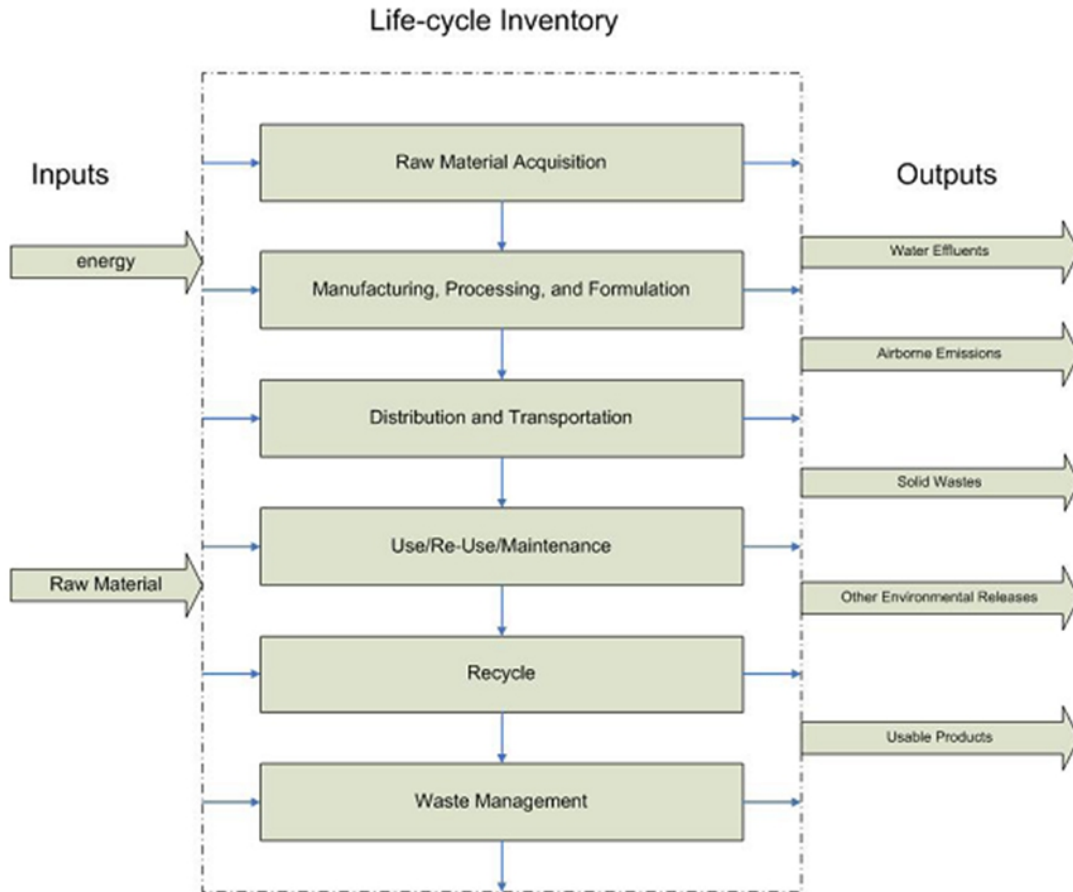 Life-cycle Inventory
Inputs
energy
Raw Material
Raw Material Acquisition
Manufacturing, Processing, and Formulation
Distribution and Transportation
Use/Re-Use/Maintenance
Recycle
Waste Management
Outputs
Water Effluents
Airborne Emissions
Solid Wastes
Other Environmental Releases
Usable Products